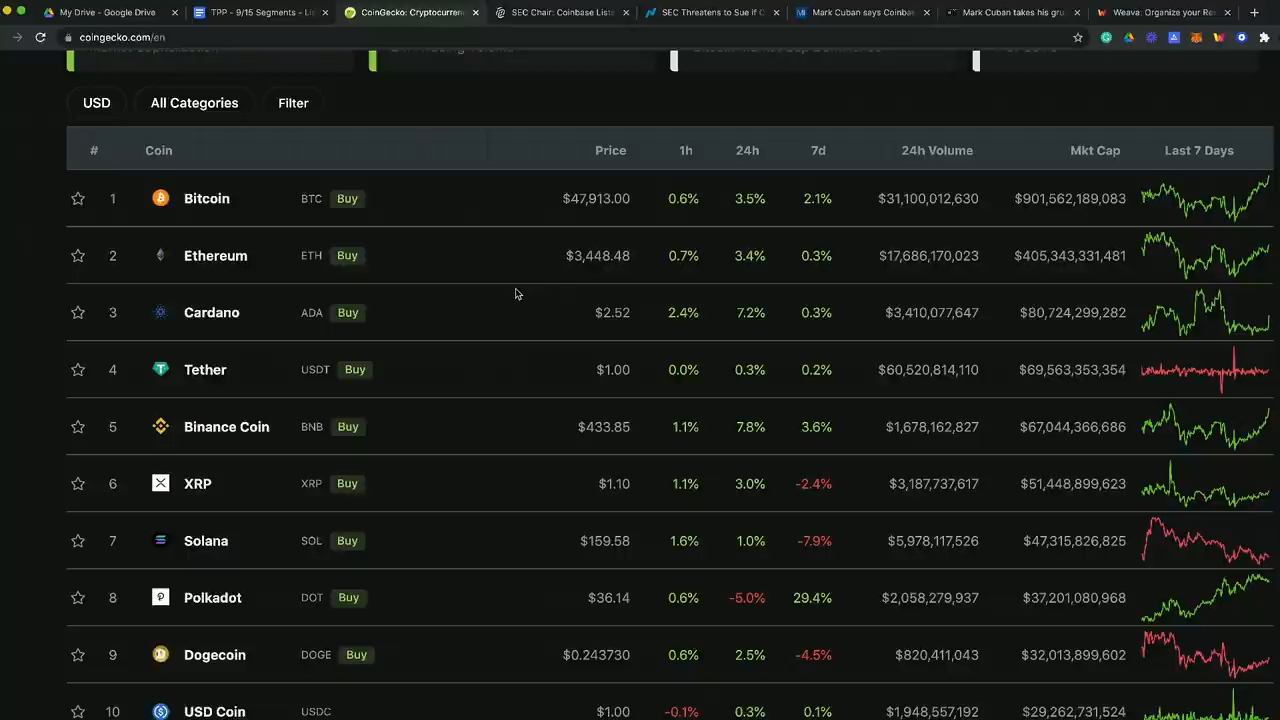 My Drive - Google Drive
TPP - 9/15 Segments - Li
CoinGecko: Cryptocurren
SEC Chair: Coinbase Lista
SEC Threatens to Sue if C
Mark Cuban says Coinba
Mark Cuban takes his gru
Weava: Organize your Re
coingecko.com/en
USD All Categories Filter
# Coin Price 1h 24h 7d 24h Volume Mkt Cap Last 7 Days
1 Bitcoin BTC Buy $47,913.00 0.6% 3.5% 2.1% $31,100,012,630 $901,562,189,083
2 Ethereum ETH Buy $3,448.48 0.7% 3.4% 0.3% $17,686,170,023 $405,343,331,481
3 Cardano ADA Buy $2.52 2.4% 7.2% 0.3% $3,410,077,647 $80,724,299,282
4 Tether USDT Buy $1.00 0.0% 0.3% 0.2% $60,520,814,110 $69,563,353,354
5 Binance Coin BNB Buy $433.85 1.1% 7.8% 3.6% $1,678,162,827 $67,044,366,686
6 XRP XRP Buy $1.10 1.1% 3.0% -2.4% $3,187,737,617 $51,448,899,623
7 Solana SOL Buy $159.58 1.6% 1.0% -7.9% $5,978,117,526 $47,315,826,825
8 Polkadot DOT Buy $36.14 0.6% -5.0% 29.4% $2,058,279,937 $37,201,080,968
9 Dogecoin DOGE Buy $0.243730 0.6% 2.5% -4.5% $820,411,043 $32,013,899,602
10 USD Coin USDC $1.00 -0.1% 0.3% 0.1% $1,948,557,192 $29,262,731,524